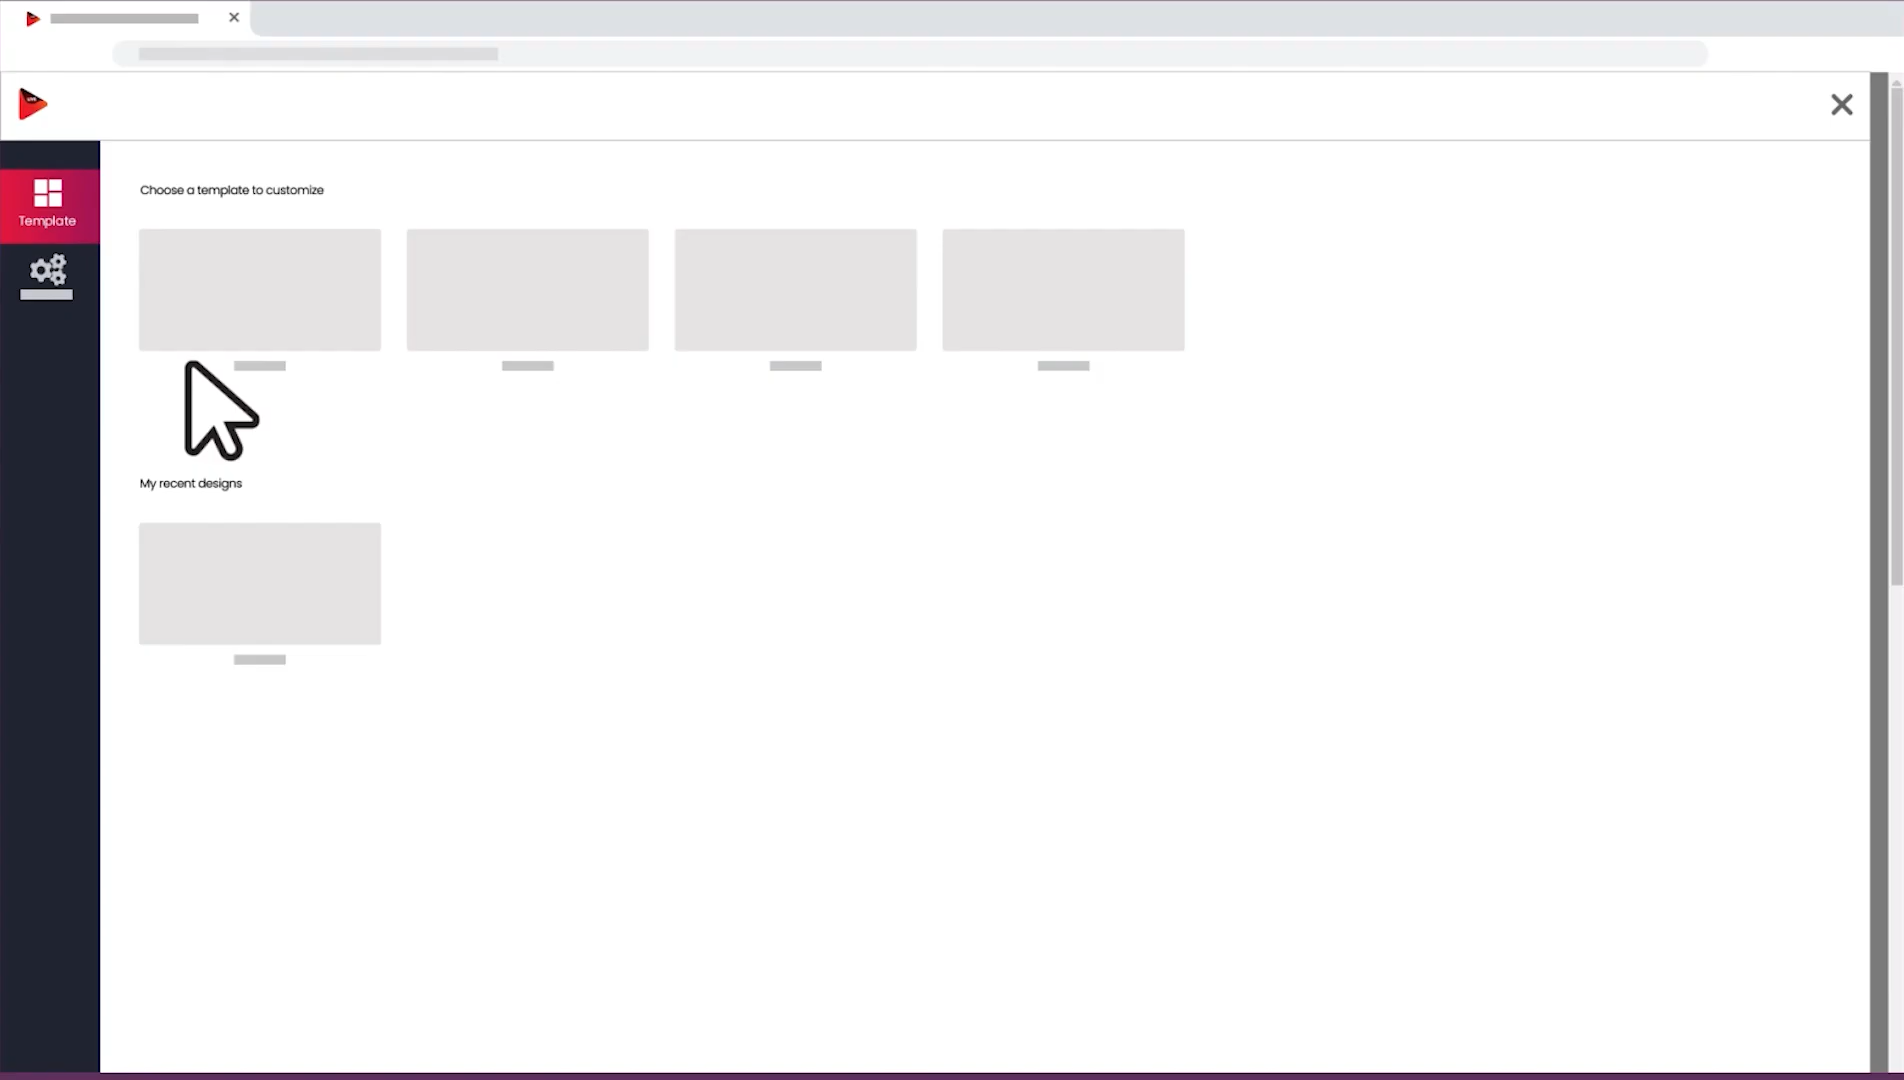 Template
Choose a template to customize
My recent designs